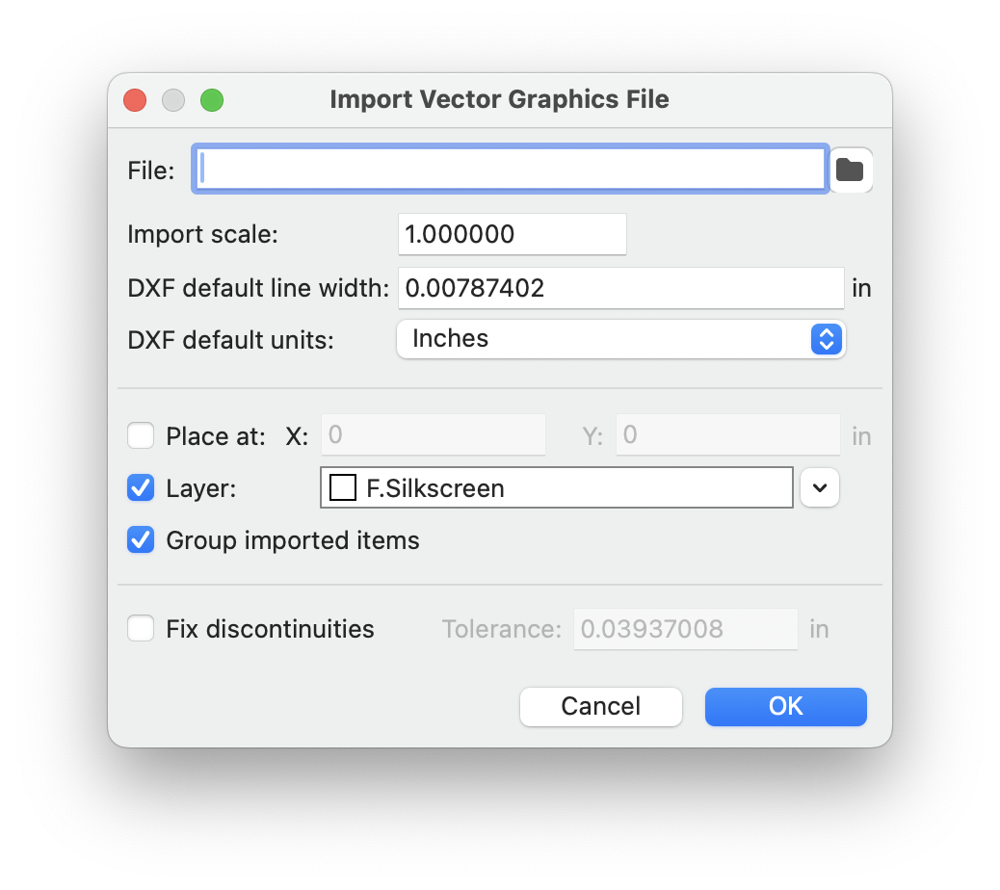 Import Vector Graphics File
File:
Import scale: 1.000000
DXF default line width: 0.00787402 in
DXF default units: Inches
Place at: X: 0 Y: 0 in
Layer: F.Silkscreen
Group imported items
Fix discontinuities Tolerance: 0.03937008 in
Cancel OK